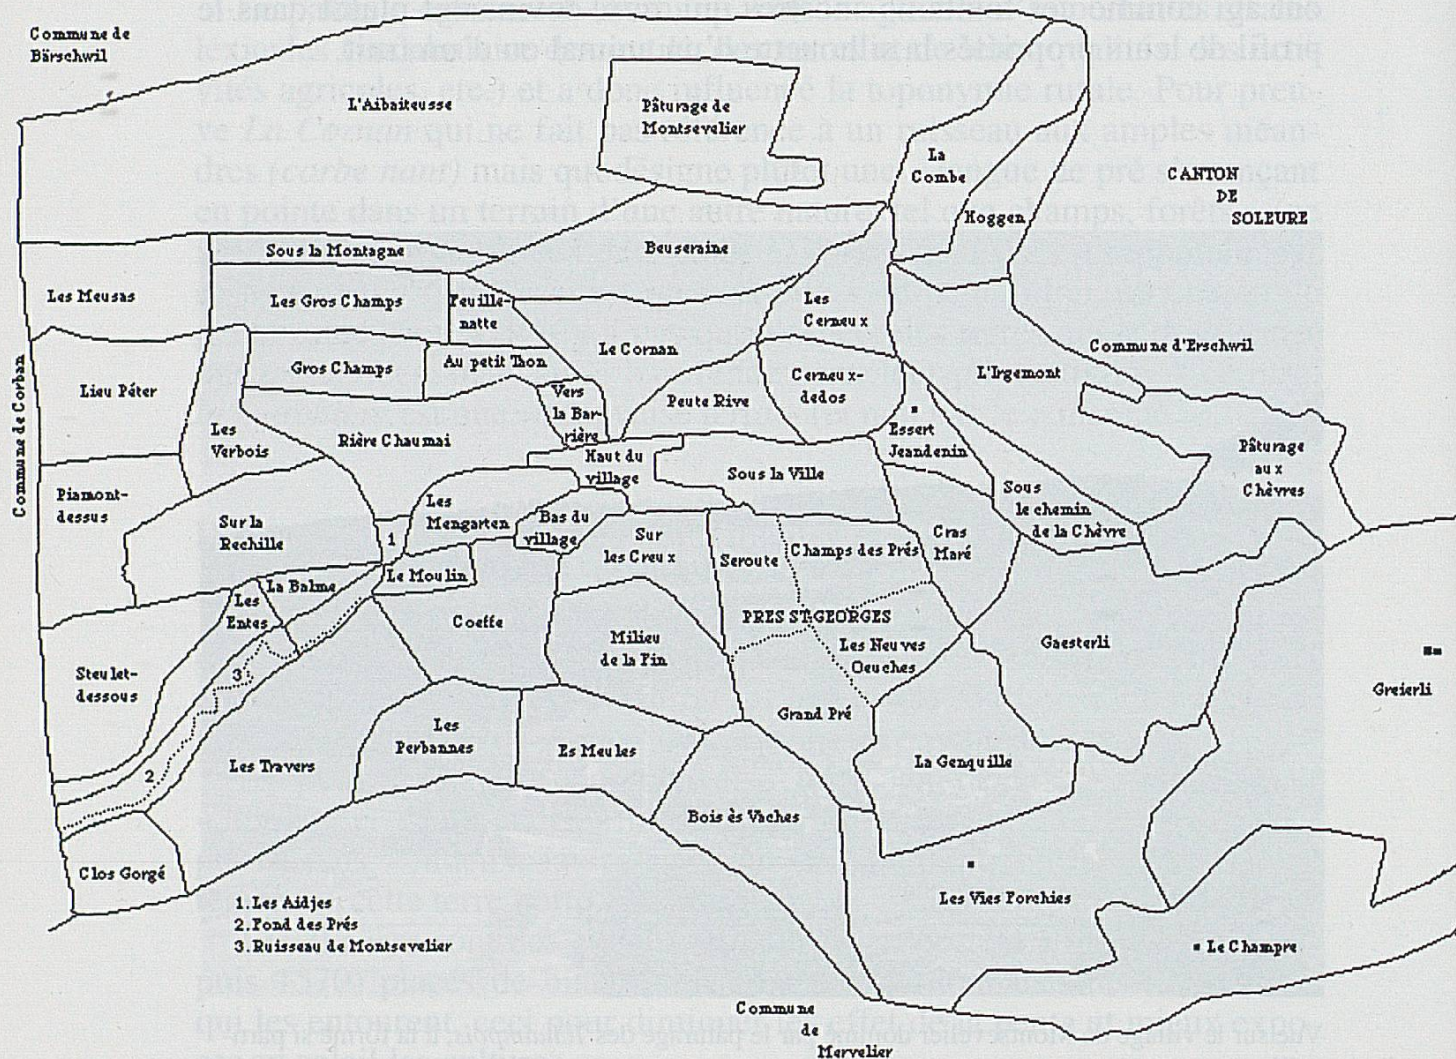 Commune de
Bärschwil
L'Aibaiteusse
Pâturage de
Montsevelier
La
Combe
CANTON
DE
SOLEURE
Hoggen
Sous la Montagne
Beuseraine
Les Meusas
Les Gros Champs
Feuille-
natte
Les
Cerneux
Le Cornan
Commune d'Erschwil
Commune de Corban
Lieu Péter
Gros Champs
Au petit Thon
Vers
la Bar-
rière
Peute Rive
Cerneux-
dedos
L'Irgemont
Les
Verbois
Rière Chaumai
Essert
Jeandenin
Pâturage
aux
Chèvres
Haut du
village
Sous la Ville
Piamont-
dessus
Les
Mengarten
Sous
le chemin
de la Chèvre
Sur la
Rechille
1
Bas du
village
Sur
les Creux
Seroute
Champs des Prés
Cras
Maré
Le Moulin
La Balme
Les
Entes
Coeffe
PRES ST-GEORGES
Milieu
de la Fin
Les Neuves
Oeuches
Gaesterli
Steulet-
dessous
3
Greierli
Grand Pré
Les
Perbannes
Es Meules
2
Les Travers
La Genquille
Bois ès Vaches
Clos Gorgé
1. Les Aidjes
2. Fond des Prés
3. Ruisseau de Montsevelier
Les Vies Forchies
Le Champre
Commune
de
Mervelier